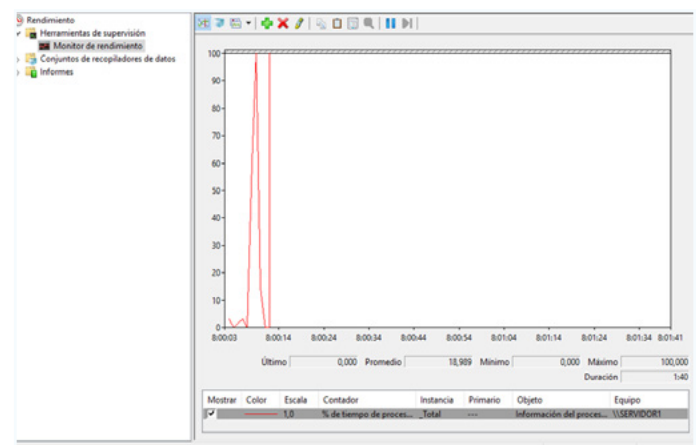 Rendimiento
Herramientas de supervisión
Monitor de rendimiento
Conjuntos de recopiladores de datos
Informes
100
90
80
70
60
50
40
30
20
10
0
8:00:03 8:00:14 8:00:24 8:00:34 8:00:44 8:00:54 8:01:04 8:01:14 8:01:24 8:01:34 8:01:41
Último 0,000 Promedio 18,989 Mínimo 0,000 Máximo 100,000
Duración 1:40
Mostrar Color Escala Contador Instancia Primario Objeto Equipo
1,0 % de tiempo de proces... _Total --- Información del proces... \\SERVIDOR1